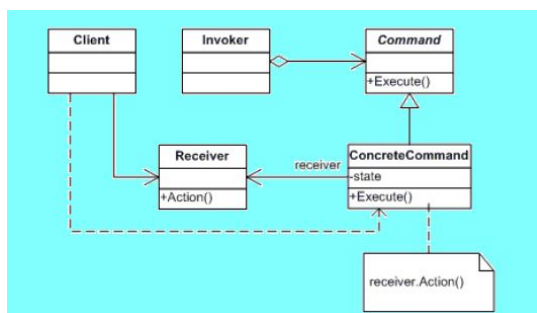 Client
Invoker
Command
+Execute()
Receiver
+Action()
receiver
ConcreteCommand
-state
+Execute()
receiver.Action()